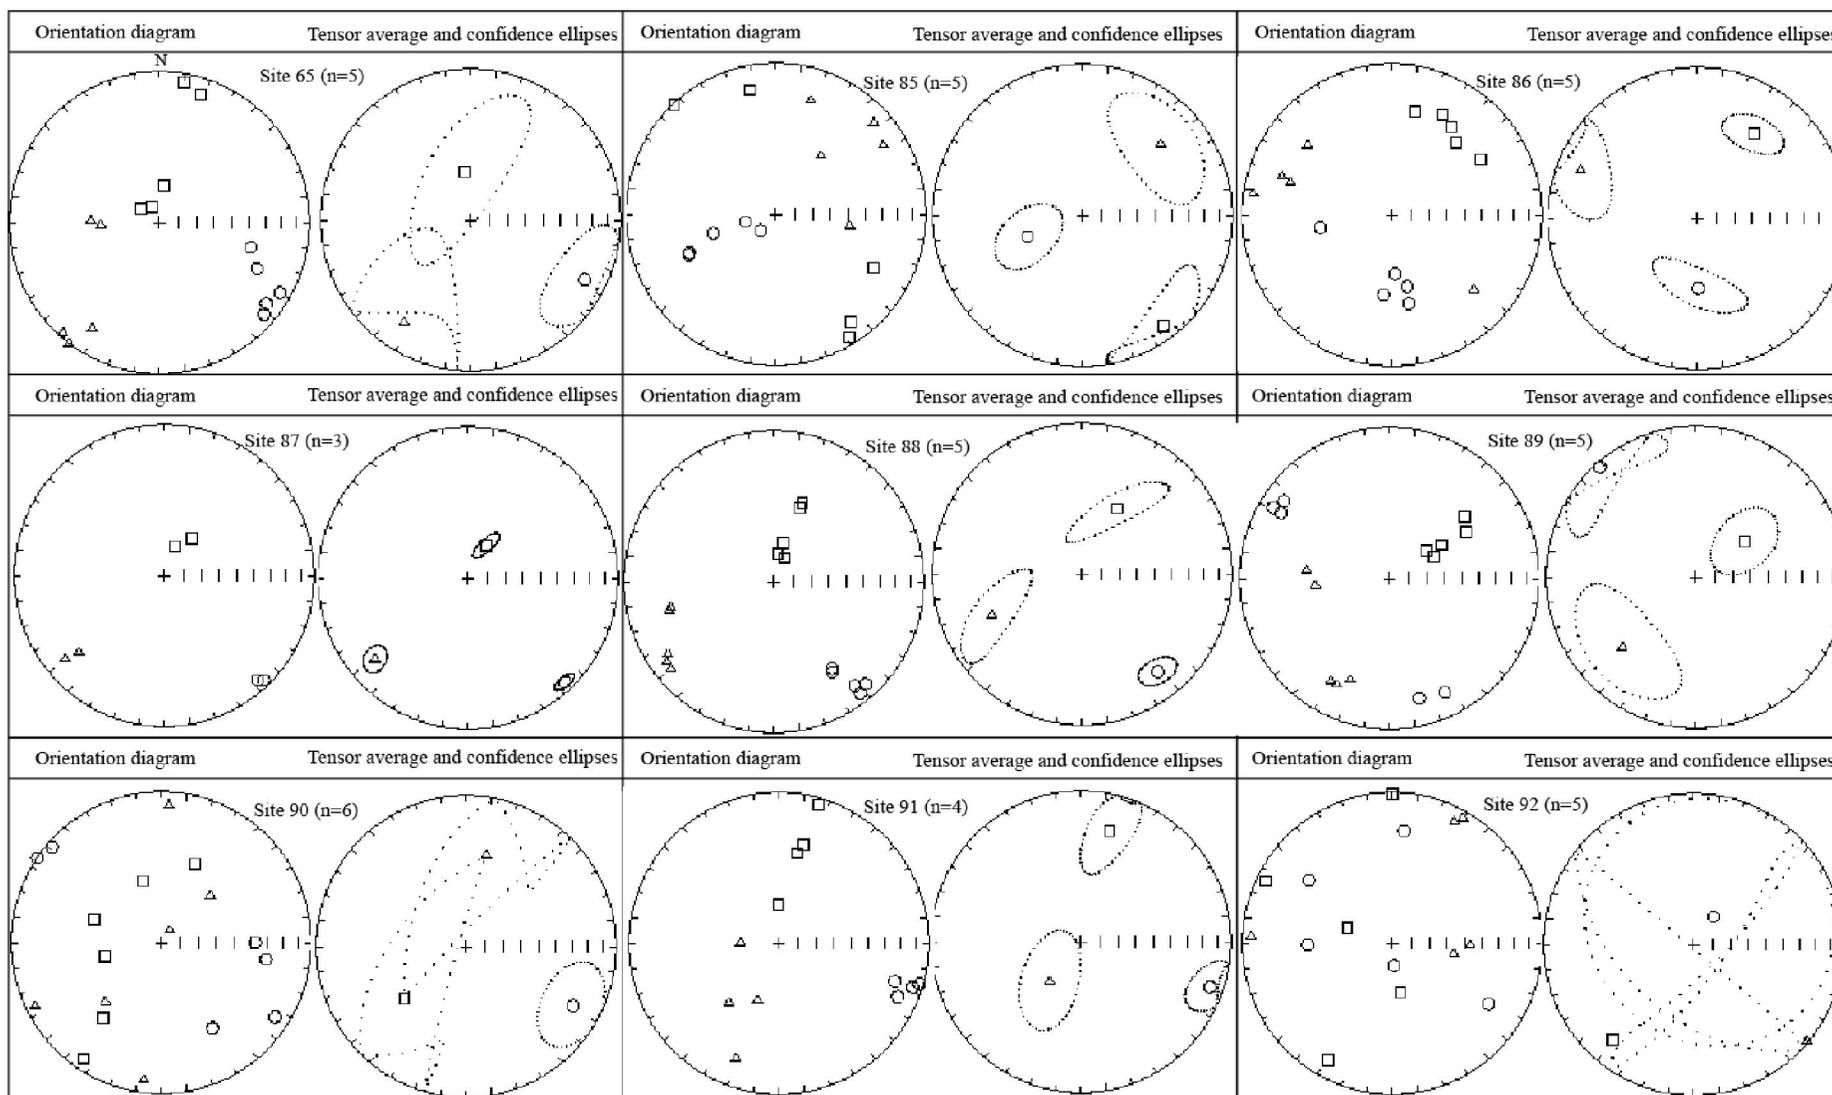 Orientation diagram Tensor average and confidence ellipses Orientation diagram Tensor average and confidence ellipses Orientation diagram Tensor average and confidence ellipses
N
Site 65 (n=5) Site 85 (n=5) Site 86 (n=5)
Orientation diagram Tensor average and confidence ellipses Orientation diagram Tensor average and confidence ellipses Orientation diagram Tensor average and confidence ellipses
Site 87 (n=3) Site 88 (n=5) Site 89 (n=5)
Orientation diagram Tensor average and confidence ellipses Orientation diagram Tensor average and confidence ellipses Orientation diagram Tensor average and confidence ellipses
Site 90 (n=6) Site 91 (n=4) Site 92 (n=5)